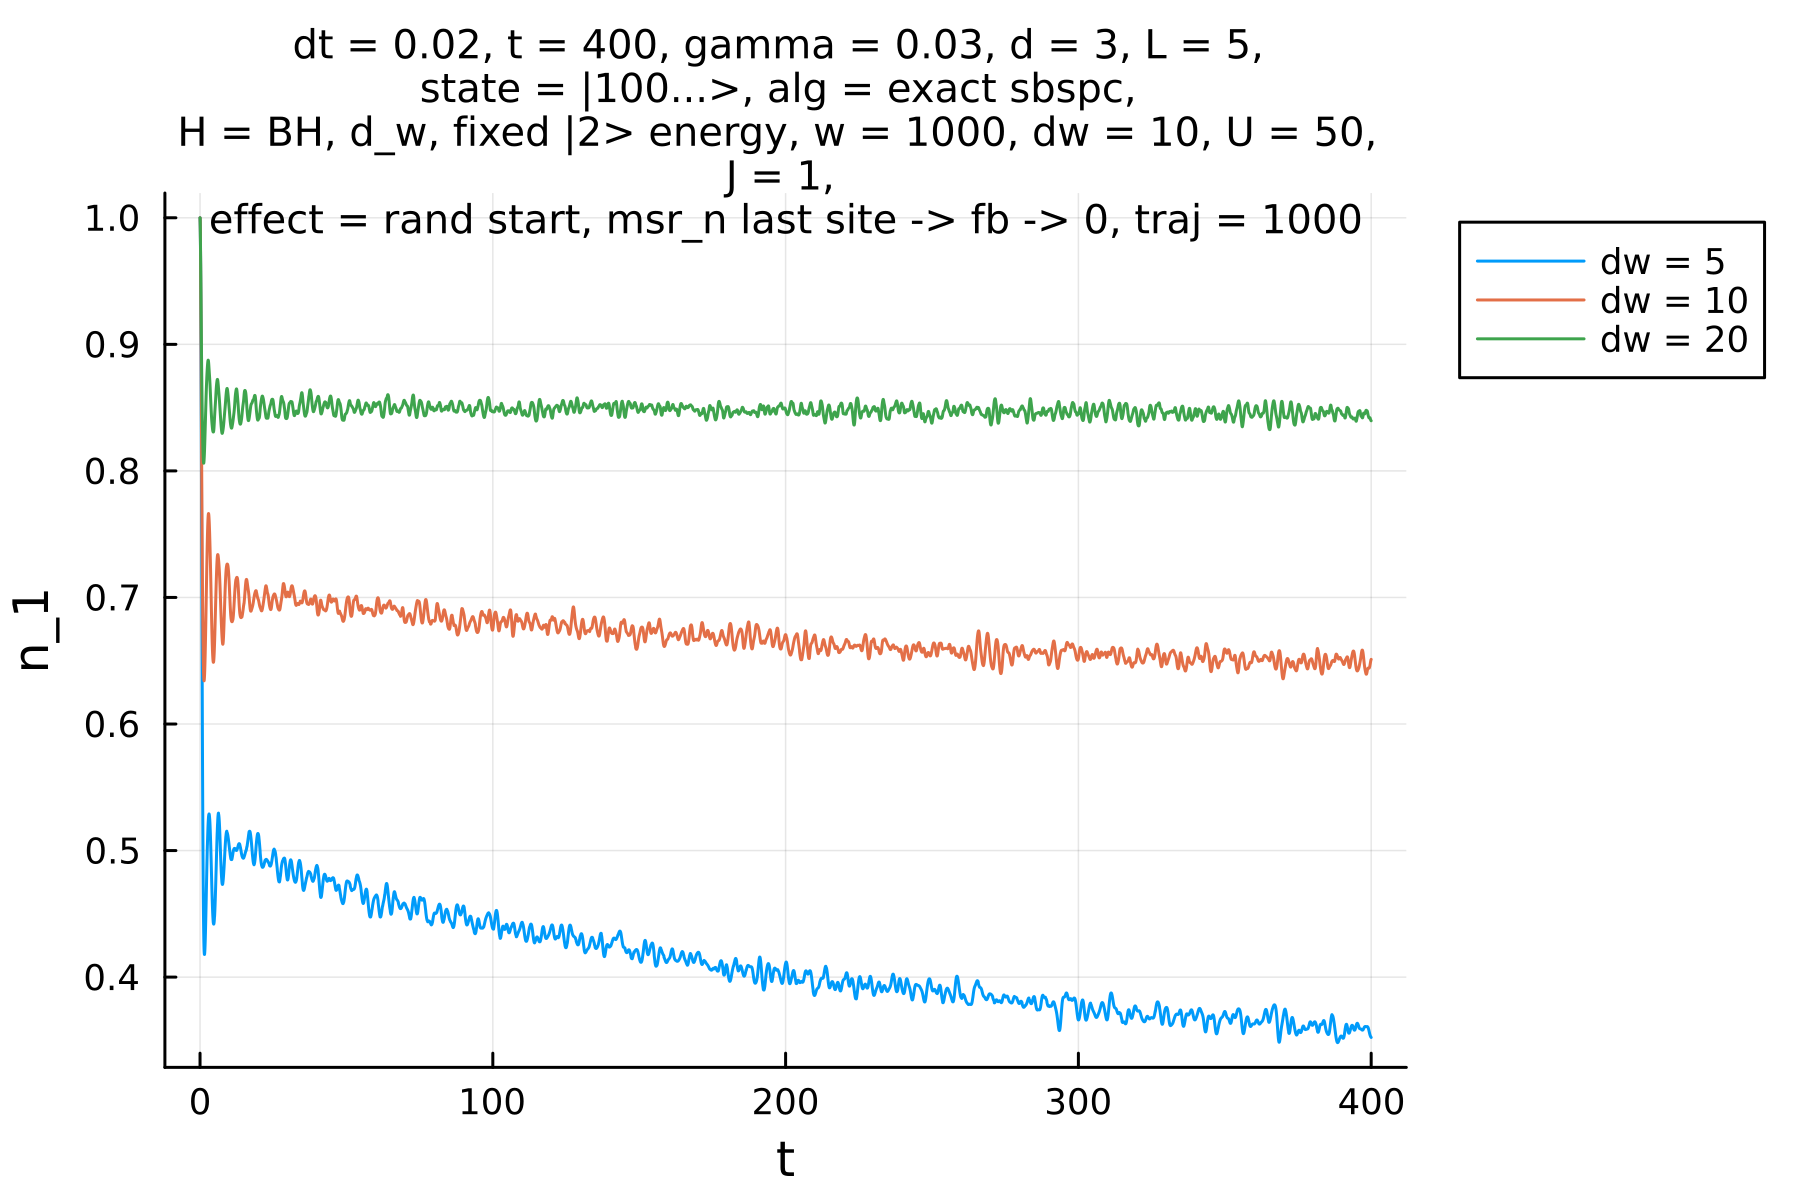 dt = 0.02, t = 400, gamma = 0.03, d = 3, L = 5,
state = |100...>, alg = exact sbspc,
H = BH, d_w, fixed |2> energy, w = 1000, dw = 10, U = 50,
J = 1,
effect = rand start, msr_n last site -> fb -> 0, traj = 1000
1.0
0.9
0.8
0.7
0.6
0.5
0.4
n_1
0 100 200 300 400
t
dw = 5
dw = 10
dw = 20